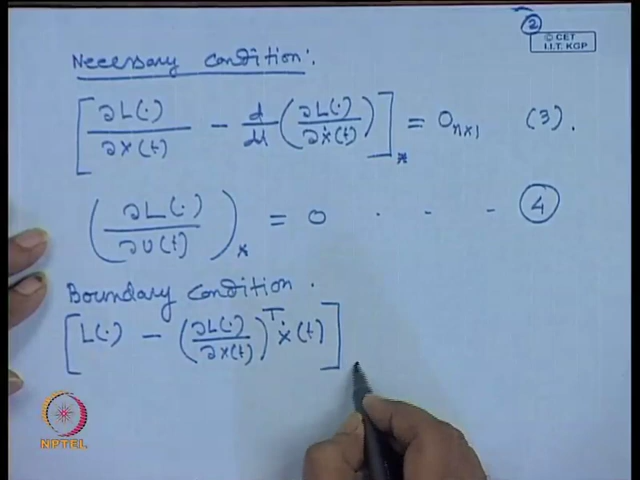 ②
© CET
I.I.T. KGP
Necessary condition:
[∂L(·)/∂x(t) − d/dt (∂L(·)/∂ẋ(t))]* = 0n×1 (3).
(∂L(·)/∂u(t))* = 0 . - - ④
Boundary condition.
[L(·) − (∂L(·)/∂ẋ(t))ᵀ ẋ(t)]
NPTEL